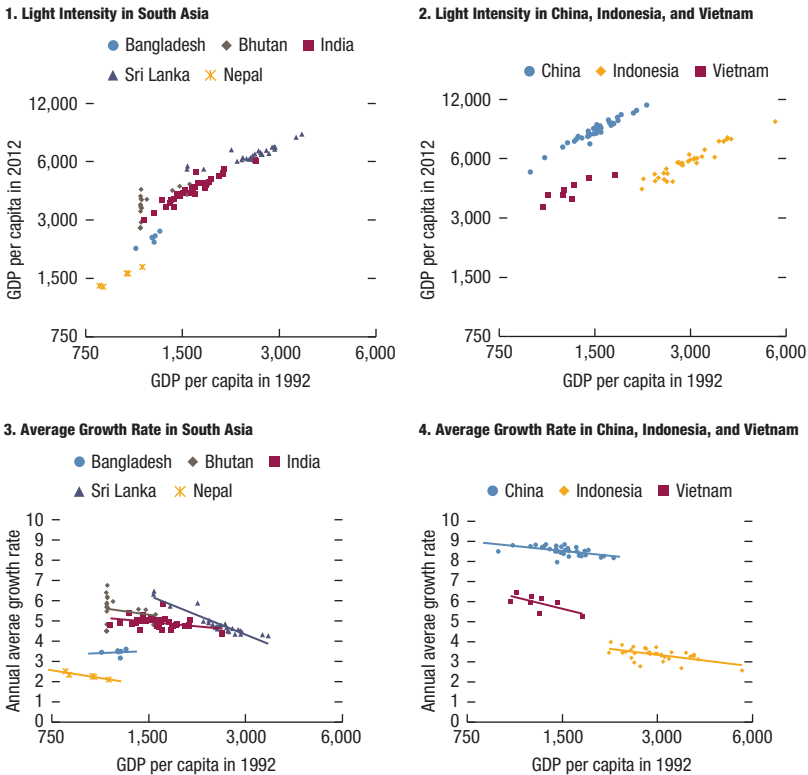 1. Light Intensity in South Asia
Bangladesh Bhutan India
Sri Lanka Nepal
12,000
6,000
3,000
1,500
750
GDP per capita in 2012
750 1,500 3,000 6,000
GDP per capita in 1992
2. Light Intensity in China, Indonesia, and Vietnam
China Indonesia Vietnam
12,000
6,000
3,000
1,500
750
GDP per capita in 2012
750 1,500 3,000 6,000
GDP per capita in 1992
3. Average Growth Rate in South Asia
Bangladesh Bhutan India
Sri Lanka Nepal
10
9
8
7
6
5
4
3
2
1
0
Annual averae growth rate
750 1,500 3,000 6,000
GDP per capita in 1992
4. Average Growth Rate in China, Indonesia, and Vietnam
China Indonesia Vietnam
10
9
8
7
6
5
4
3
2
1
0
Annual averae growth rate
750 1,500 3,000 6,000
GDP per capita in 1992